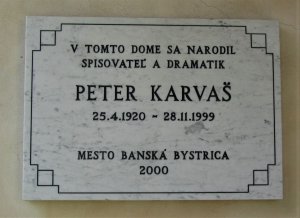 V TOMTO DOME SA NARODIL
SPISOVATEĽ A DRAMATIK
PETER KARVAŠ
25.4.1920 ~ 28.11.1999
MESTO BANSKÁ BYSTRICA
2000